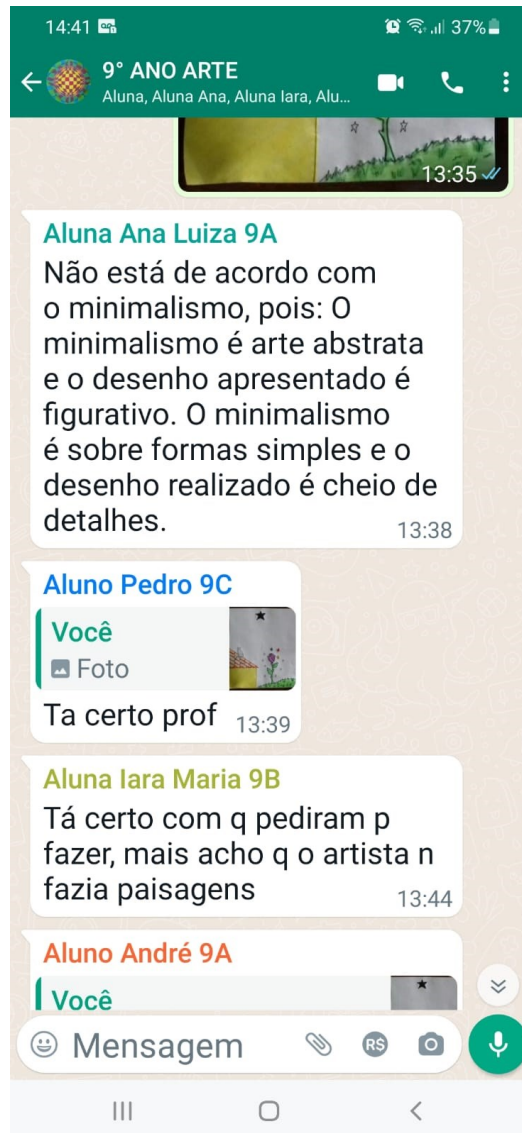 14:41
37%
9° ANO ARTE
Aluna, Aluna Ana, Aluna Iara, Alu...
13:35
Aluna Ana Luiza 9A
Não está de acordo com
o minimalismo, pois: O
minimalismo é arte abstrata
e o desenho apresentado é
figurativo. O minimalismo
é sobre formas simples e o
desenho realizado é cheio de
detalhes.
13:38
Aluno Pedro 9C
Você
Foto
Ta certo prof
13:39
Aluna Iara Maria 9B
Tá certo com q pediram p
fazer, mais acho q o artista n
fazia paisagens
13:44
Aluno André 9A
Você
Mensagem
RS